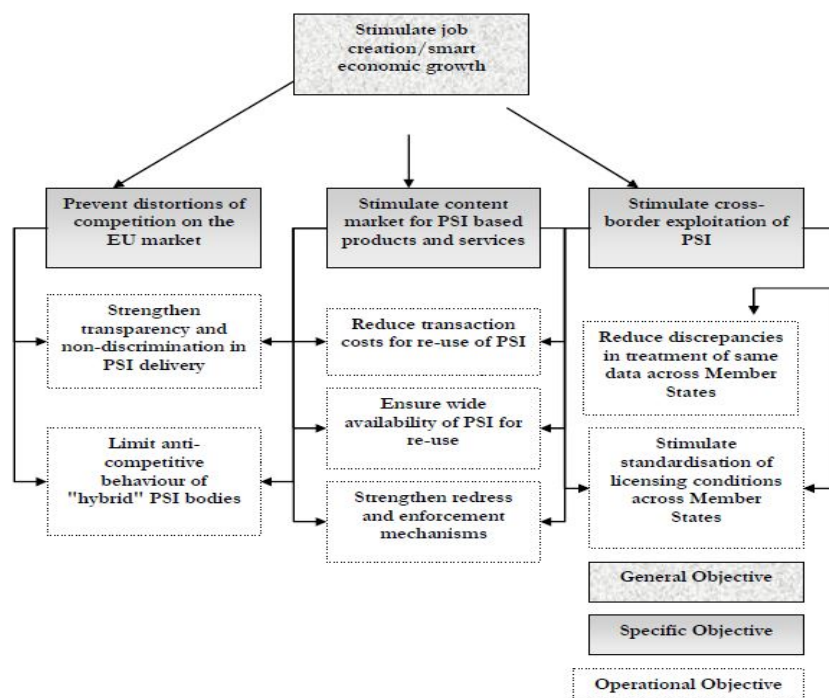 Stimulate job
creation/smart
economic growth
Prevent distortions of
competition on the
EU market
Stimulate content
market for PSI based
products and services
Stimulate cross-
border exploitation of
PSI
Strengthen
transparency and
non-discrimination in
PSI delivery
Reduce transaction
costs for re-use of PSI
Reduce discrepancies
in treatment of same
data across Member
States
Limit anti-
competitive
behaviour of
"hybrid" PSI bodies
Ensure wide
availability of PSI for
re-use
Strengthen redress
and enforcement
mechanisms
Stimulate
standardisation of
licensing conditions
across Member
States
General Objective
Specific Objective
Operational Objective